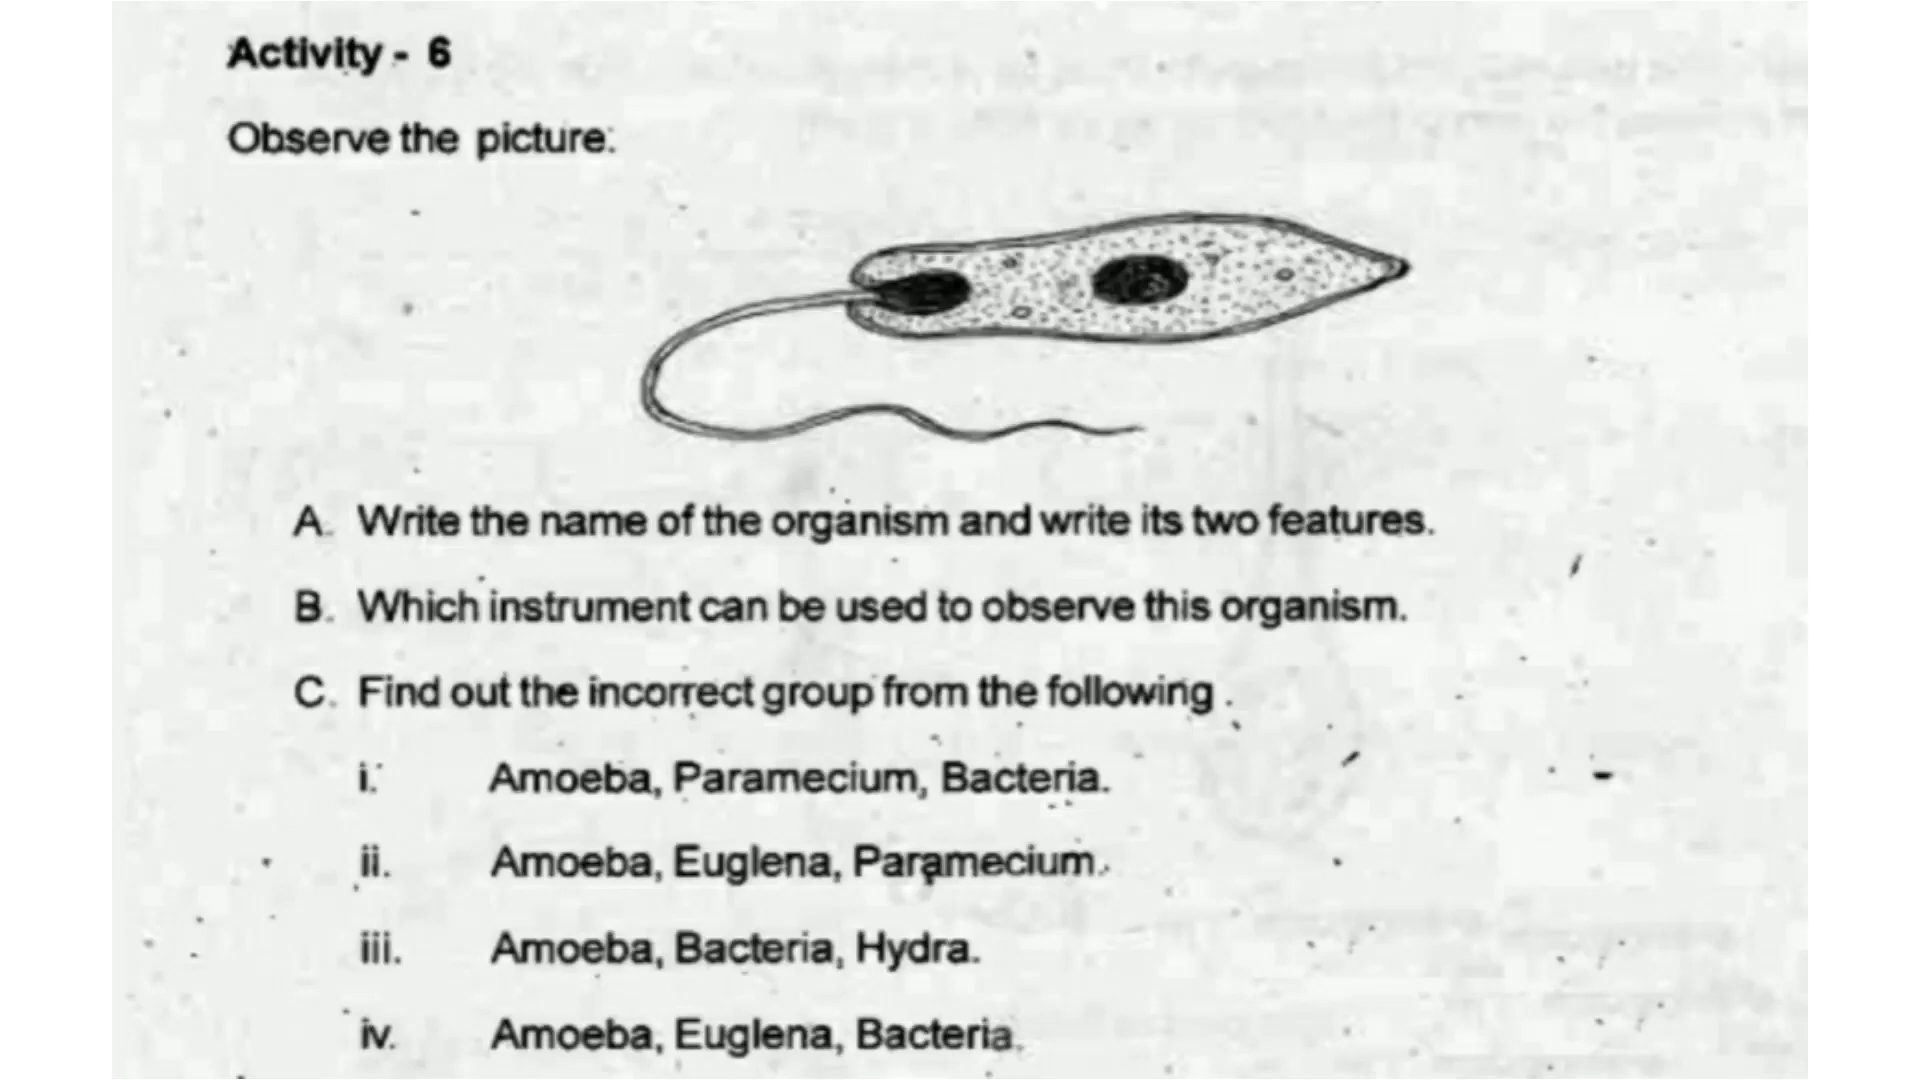 Activity - 6
Observe the picture:
A. Write the name of the organism and write its two features.
B. Which instrument can be used to observe this organism.
C. Find out the incorrect group from the following.
i. Amoeba, Paramecium, Bacteria.
ii. Amoeba, Euglena, Paramecium.
iii. Amoeba, Bacteria, Hydra.
iv. Amoeba, Euglena, Bacteria.